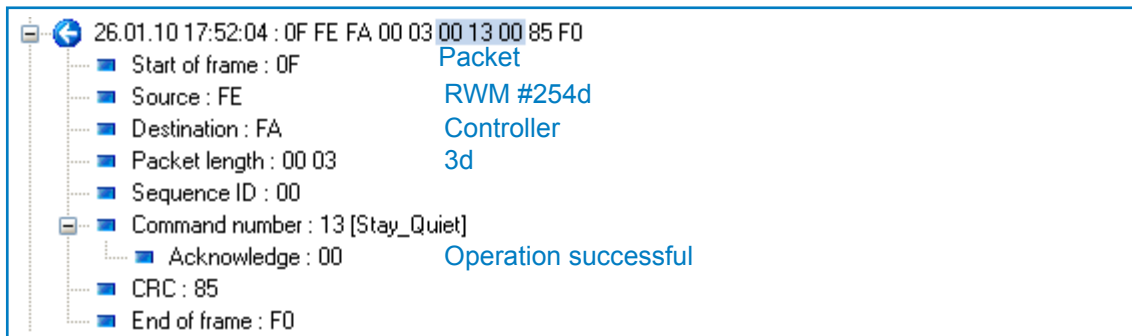 26.01.10 17:52:04 : 0F FE FA 00 03 00 13 00 85 F0
Start of frame : 0F Packet
Source : FE RWM #254d
Destination : FA Controller
Packet length : 00 03 3d
Sequence ID : 00
Command number : 13 [Stay_Quiet]
Acknowledge : 00 Operation successful
CRC : 85
End of frame : F0